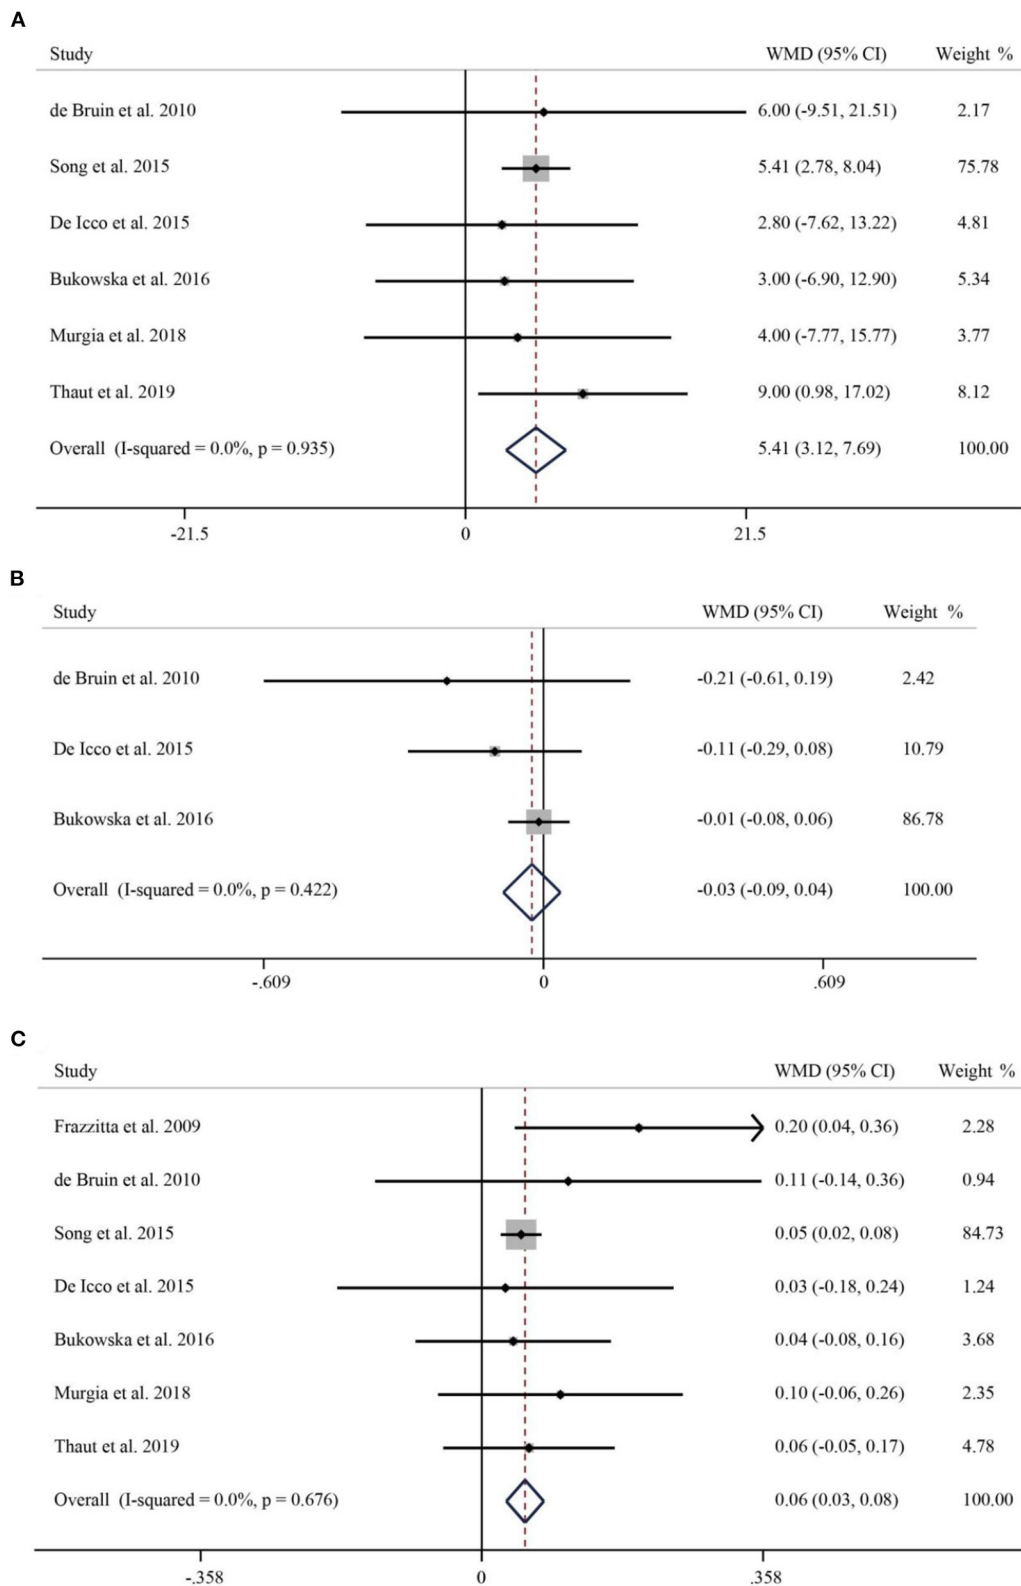 A
Study WMD (95% CI) Weight %
de Bruin et al. 2010 6.00 (-9.51, 21.51) 2.17
Song et al. 2015 5.41 (2.78, 8.04) 75.78
De Icco et al. 2015 2.80 (-7.62, 13.22) 4.81
Bukowska et al. 2016 3.00 (-6.90, 12.90) 5.34
Murgia et al. 2018 4.00 (-7.77, 15.77) 3.77
Thaut et al. 2019 9.00 (0.98, 17.02) 8.12
Overall (I-squared = 0.0%, p = 0.935) 5.41 (3.12, 7.69) 100.00
-21.5 0 21.5
B
Study WMD (95% CI) Weight %
de Bruin et al. 2010 -0.21 (-0.61, 0.19) 2.42
De Icco et al. 2015 -0.11 (-0.29, 0.08) 10.79
Bukowska et al. 2016 -0.01 (-0.08, 0.06) 86.78
Overall (I-squared = 0.0%, p = 0.422) -0.03 (-0.09, 0.04) 100.00
-.609 0 .609
C
Study WMD (95% CI) Weight %
Frazzitta et al. 2009 0.20 (0.04, 0.36) 2.28
de Bruin et al. 2010 0.11 (-0.14, 0.36) 0.94
Song et al. 2015 0.05 (0.02, 0.08) 84.73
De Icco et al. 2015 0.03 (-0.18, 0.24) 1.24
Bukowska et al. 2016 0.04 (-0.08, 0.16) 3.68
Murgia et al. 2018 0.10 (-0.06, 0.26) 2.35
Thaut et al. 2019 0.06 (-0.05, 0.17) 4.78
Overall (I-squared = 0.0%, p = 0.676) 0.06 (0.03, 0.08) 100.00
-.358 0 .358